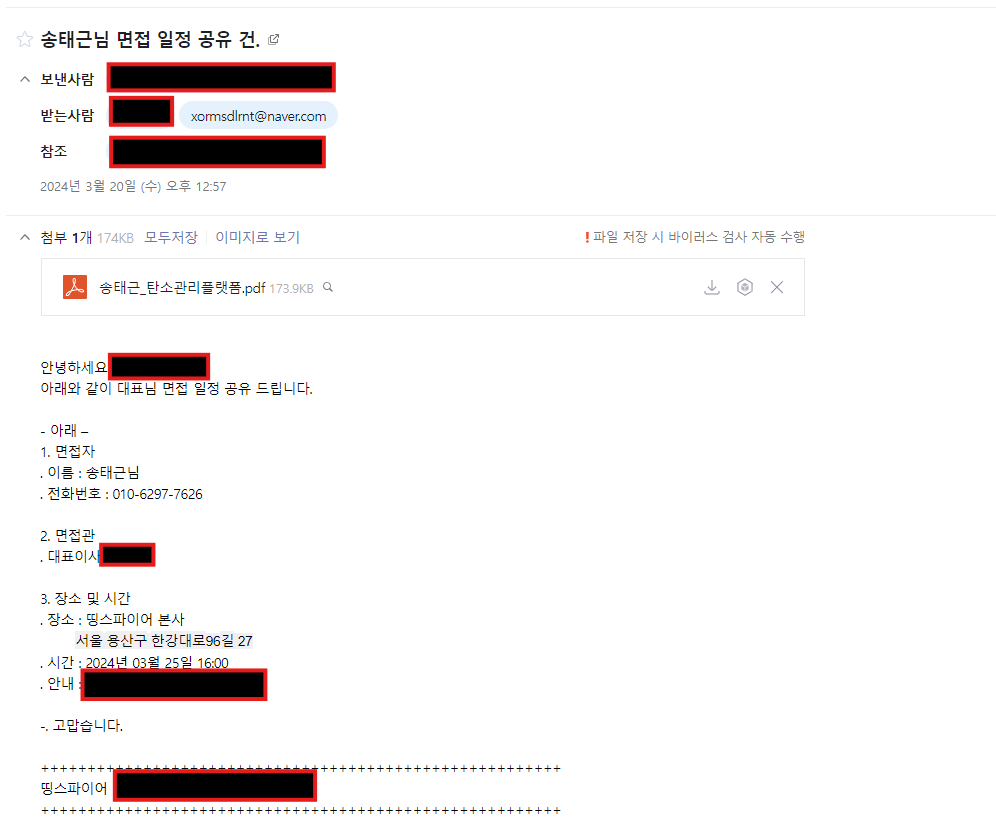 송태근님 면접 일정 공유 건.
보낸사람
받는사람 xormsdlrnt@naver.com
참조
2024년 3월 20일 (수) 오후 12:57
첨부 1개 174KB 모두저장 이미지로 보기 !파일 저장 시 바이러스 검사 자동 수행
송태근_탄소관리플랫폼.pdf 173.9KB
안녕하세요
아래와 같이 대표님 면접 일정 공유 드립니다.
- 아래 –
1. 면접자
. 이름 : 송태근님
. 전화번호 : 010-6297-7626
2. 면접관
. 대표이사
3. 장소 및 시간
. 장소 : 띵스파이어 본사
서울 용산구 한강대로96길 27
. 시간 : 2024년 03월 25일 16:00
. 안내 :
-. 고맙습니다.
++++++++++++++++++++++++++++++++++++++++++++++++++++++++
띵스파이어
++++++++++++++++++++++++++++++++++++++++++++++++++++++++